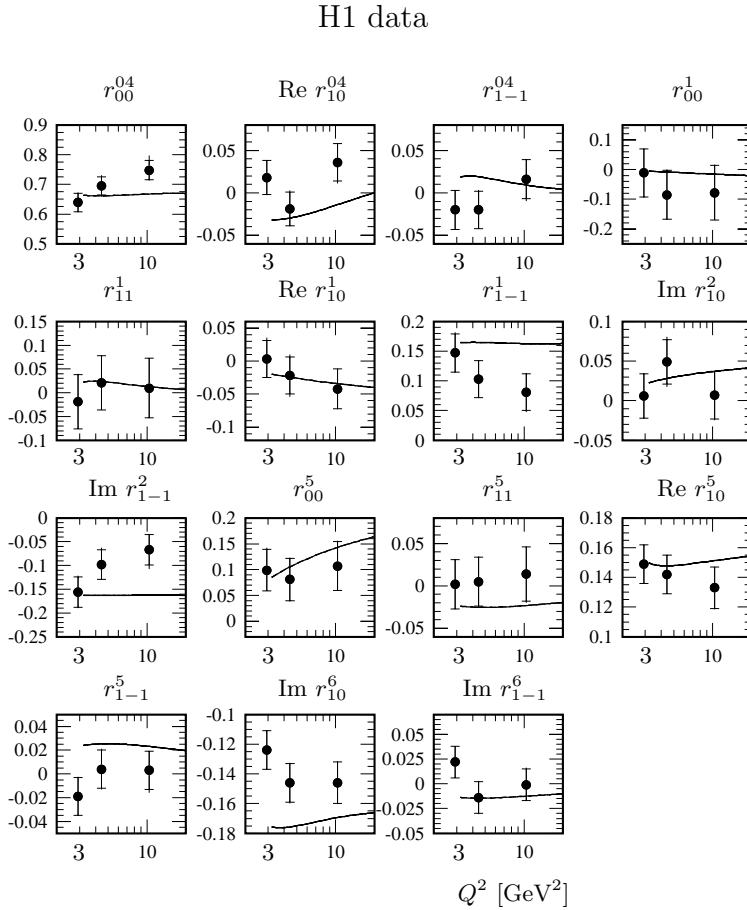 H1 data
r^{04}_{00} Re r^{04}_{10} r^{04}_{1-1} r^{1}_{00}
0.9 0.8 0.7 0.6 0.5 3 10
0.05 0 -0.05 3 10
0.05 0 -0.05 3 10
0.1 0 -0.1 -0.2 3 10
r^{1}_{11} Re r^{1}_{10} r^{1}_{1-1} Im r^{2}_{10}
0.15 0.1 0.05 0 -0.05 -0.1 3 10
0.05 0 -0.05 -0.1 3 10
0.2 0.15 0.1 0.05 0 3 10
0.1 0.05 0 -0.05 3 10
Im r^{2}_{1-1} r^{5}_{00} r^{5}_{11} Re r^{5}_{10}
0 -0.05 -0.1 -0.15 -0.2 -0.25 3 10
0.2 0.15 0.1 0.05 0 3 10
0.05 0 -0.05 3 10
0.18 0.16 0.14 0.12 0.1 3 10
r^{5}_{1-1} Im r^{6}_{10} Im r^{6}_{1-1}
0.04 0.02 0 -0.02 -0.04 3 10
-0.1 -0.12 -0.14 -0.16 -0.18 3 10
0.05 0.025 0 -0.025 -0.05 3 10
Q^2 [GeV^2]